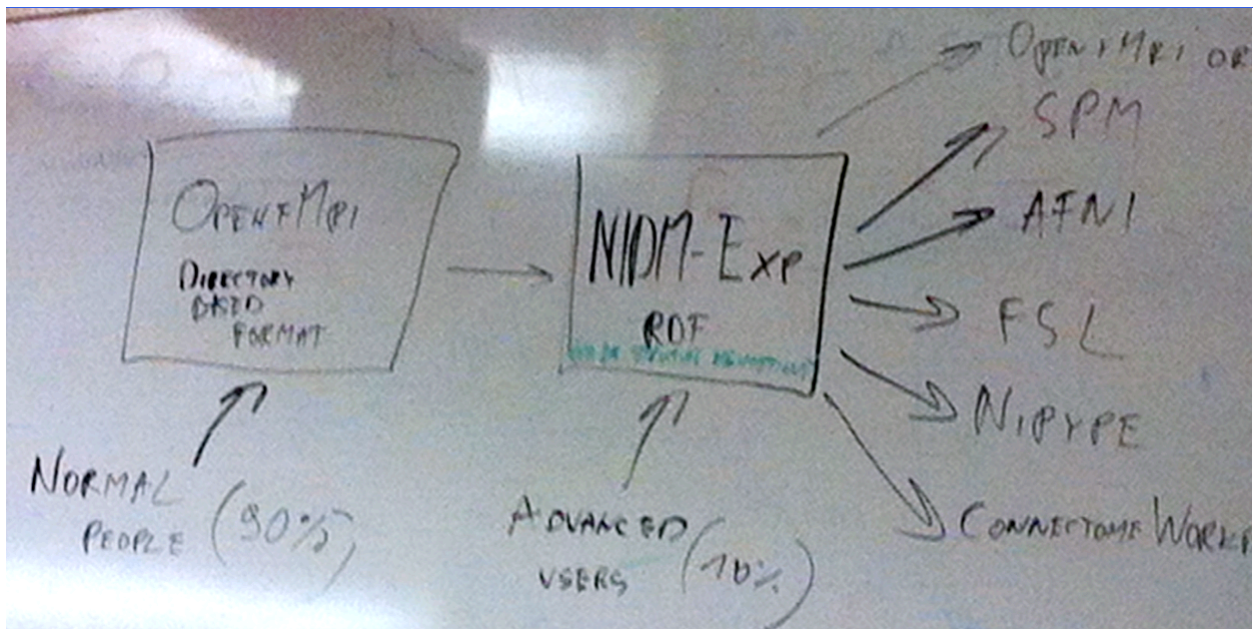 OPENFMRI
DIRECTORY
BASED
FORMAT
NORMAL
PEOPLE (90%)
NIDM-EXP
RDF
ADVANCED
USERS (10%)
OPENFMRI OR
SPM
AFNI
FSL
NIPYPE
CONNECTOME